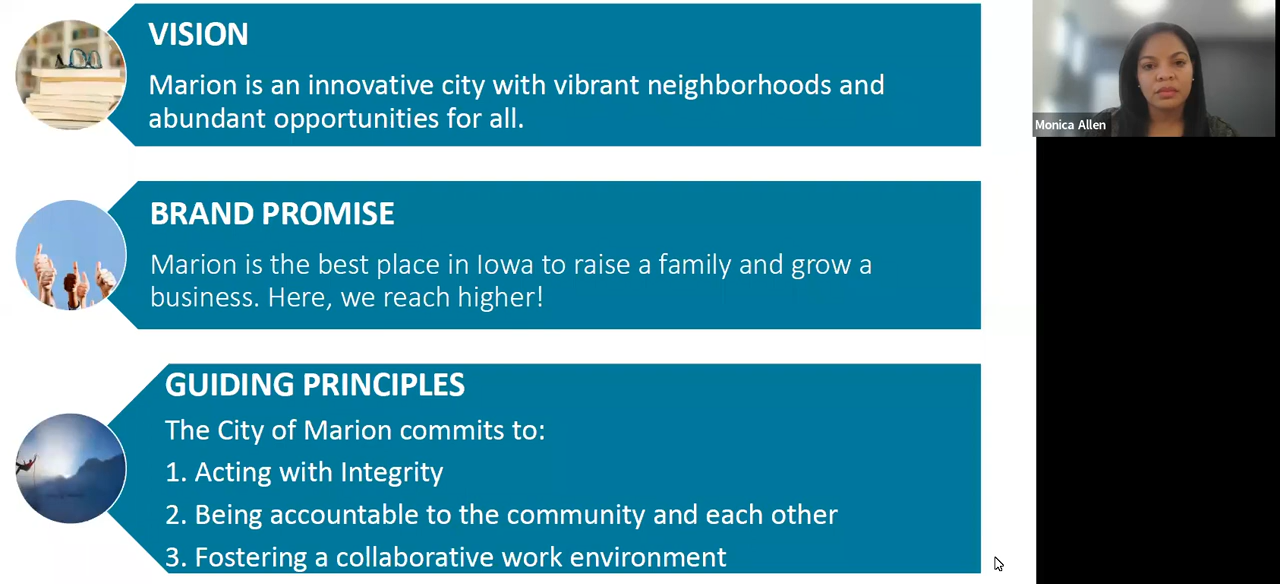 VISION
Marion is an innovative city with vibrant neighborhoods and
abundant opportunities for all.
BRAND PROMISE
Marion is the best place in Iowa to raise a family and grow a
business. Here, we reach higher!
GUIDING PRINCIPLES
The City of Marion commits to:
1. Acting with Integrity
2. Being accountable to the community and each other
3. Fostering a collaborative work environment
Monica Allen